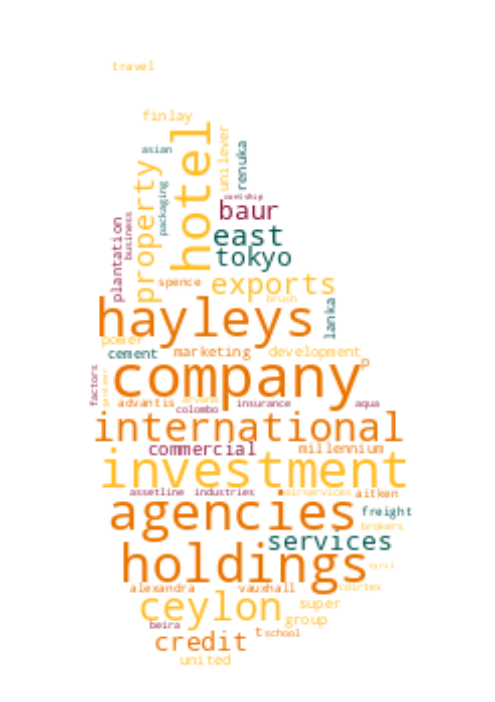 travel
finlay
hotel
unilever
renuka
asian
property
packaging
baur
plantation
business
east
tokyo
spence
exports
brush
hayleys
lanka
power
cement
marketing
development
company
p
factors
advantis
insurance
aqua
colombo
international
commercial
millennium
investment
assetline
industries
airservices
aitken
agencies
freight
brokers
services
holdings
cyril
alexandra
vauxhall
courtex
ceylon
super
beira
group
t
school
credit
united